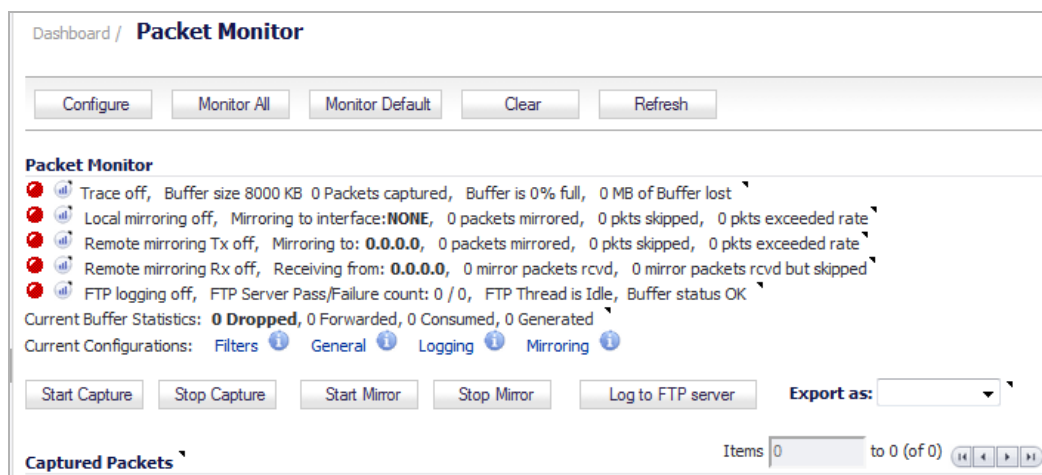 Dashboard / Packet Monitor
Configure Monitor All Monitor Default Clear Refresh
Packet Monitor
Trace off, Buffer size 8000 KB 0 Packets captured, Buffer is 0% full, 0 MB of Buffer lost
Local mirroring off, Mirroring to interface:NONE, 0 packets mirrored, 0 pkts skipped, 0 pkts exceeded rate
Remote mirroring Tx off, Mirroring to: 0.0.0.0, 0 packets mirrored, 0 pkts skipped, 0 pkts exceeded rate
Remote mirroring Rx off, Receiving from: 0.0.0.0, 0 mirror packets rcvd, 0 mirror packets rcvd but skipped
FTP logging off, FTP Server Pass/Failure count: 0 / 0, FTP Thread is Idle, Buffer status OK
Current Buffer Statistics: 0 Dropped, 0 Forwarded, 0 Consumed, 0 Generated
Current Configurations: Filters General Logging Mirroring
Start Capture Stop Capture Start Mirror Stop Mirror Log to FTP server Export as:
Captured Packets Items 0 to 0 (of 0)